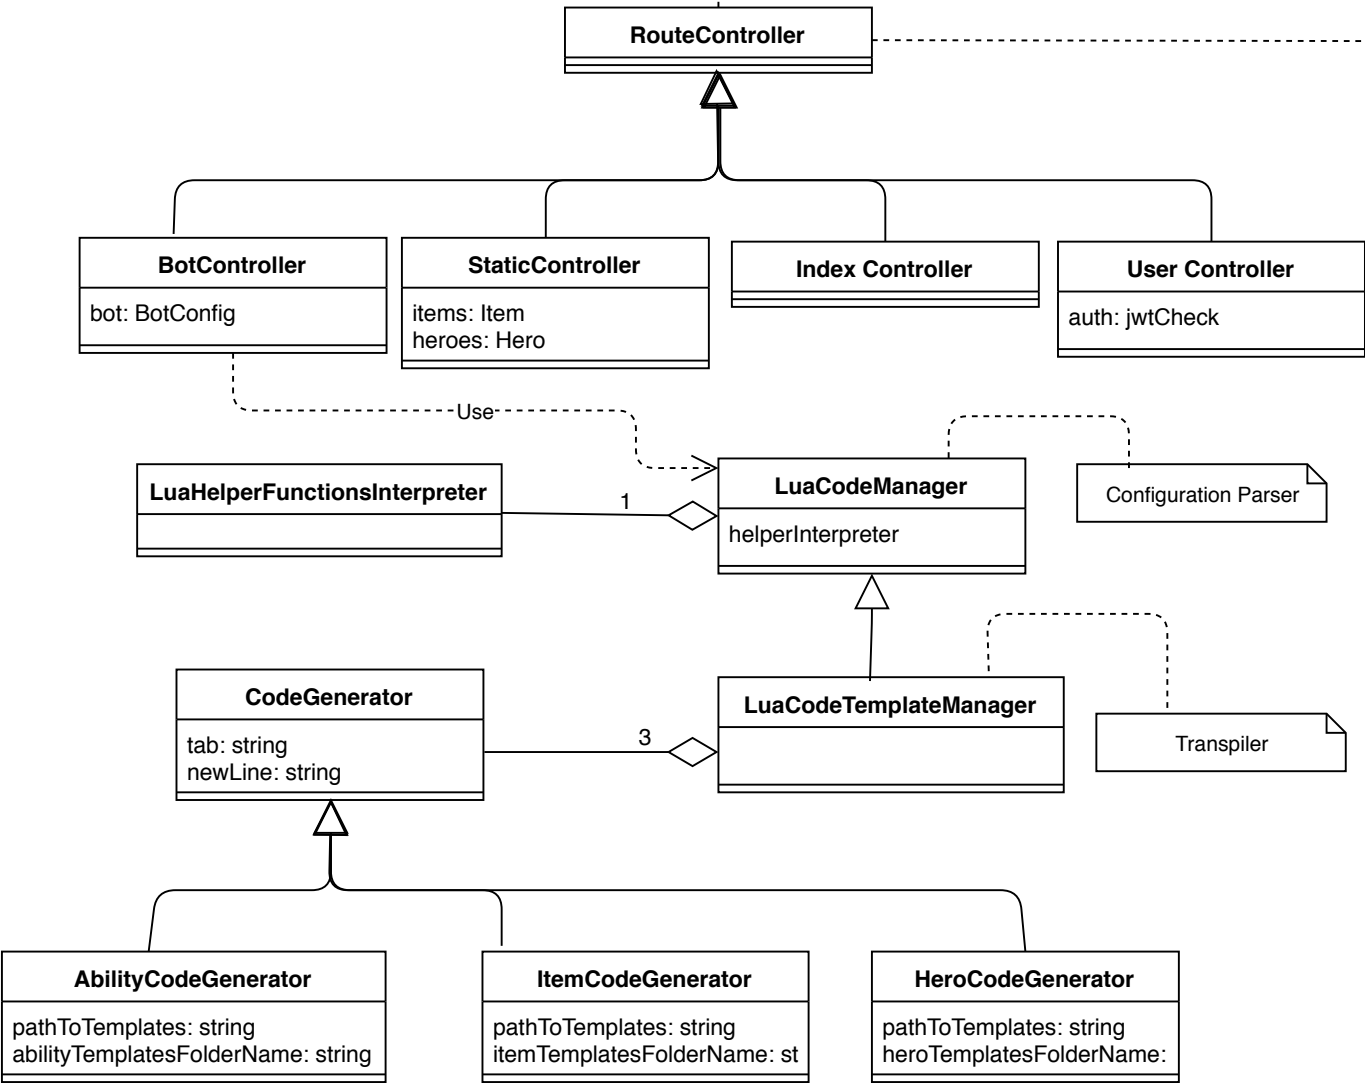 RouteController
BotController
bot: BotConfig
StaticController
items: Item
heroes: Hero
Index Controller
User Controller
auth: jwtCheck
Use
LuaHelperFunctionsInterpreter
1
LuaCodeManager
helperInterpreter
Configuration Parser
CodeGenerator
tab: string
newLine: string
3
LuaCodeTemplateManager
Transpiler
AbilityCodeGenerator
pathToTemplates: string
abilityTemplatesFolderName: string
ItemCodeGenerator
pathToTemplates: string
itemTemplatesFolderName: st
HeroCodeGenerator
pathToTemplates: string
heroTemplatesFolderName: